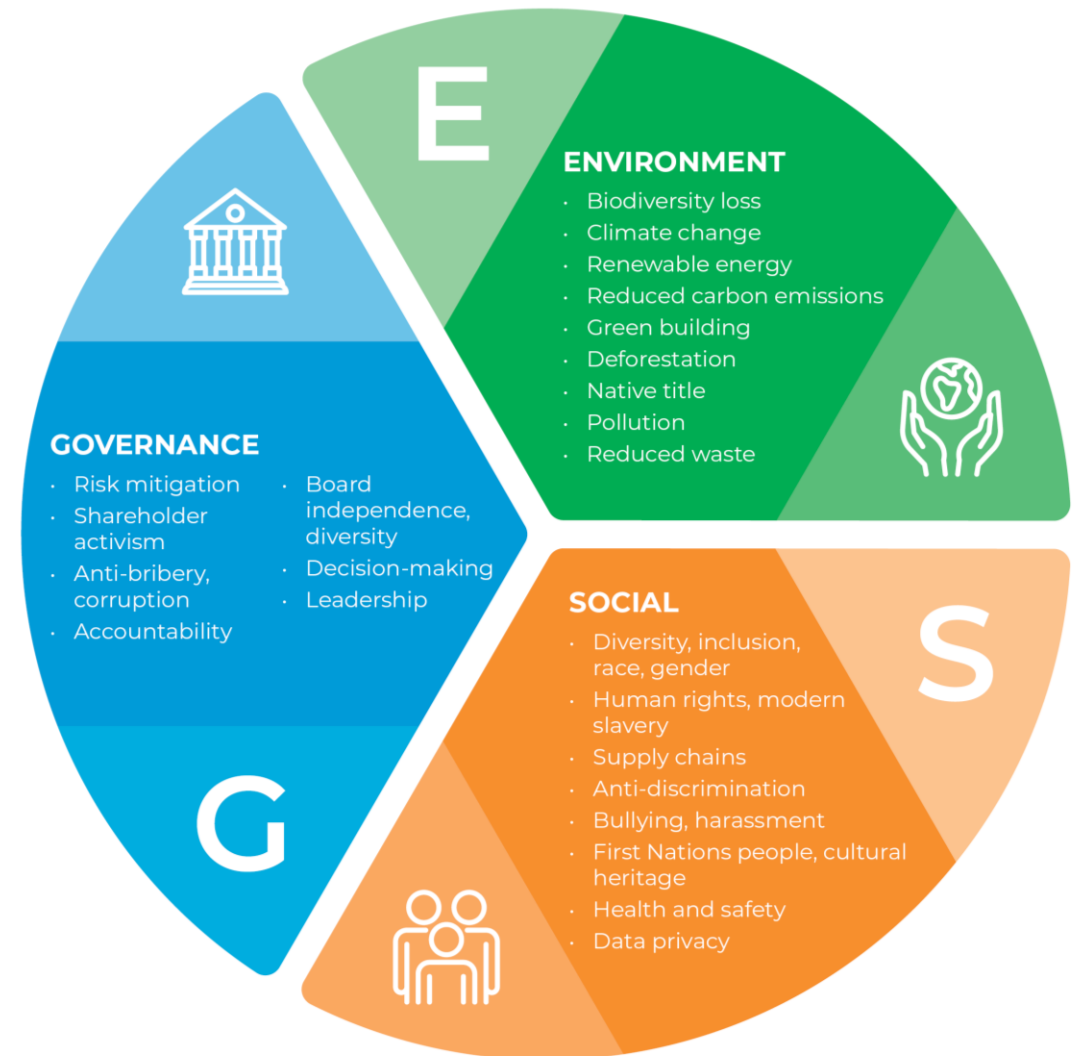 E
ENVIRONMENT
· Biodiversity loss
· Climate change
· Renewable energy
· Reduced carbon emissions
· Green building
· Deforestation
· Native title
· Pollution
· Reduced waste
S
SOCIAL
· Diversity, inclusion,
race, gender
· Human rights, modern
slavery
· Supply chains
· Anti-discrimination
· Bullying, harassment
· First Nations people, cultural
heritage
· Health and safety
· Data privacy
G
GOVERNANCE
· Risk mitigation
· Shareholder
activism
· Anti-bribery,
corruption
· Accountability
· Board
independence,
diversity
· Decision-making
· Leadership